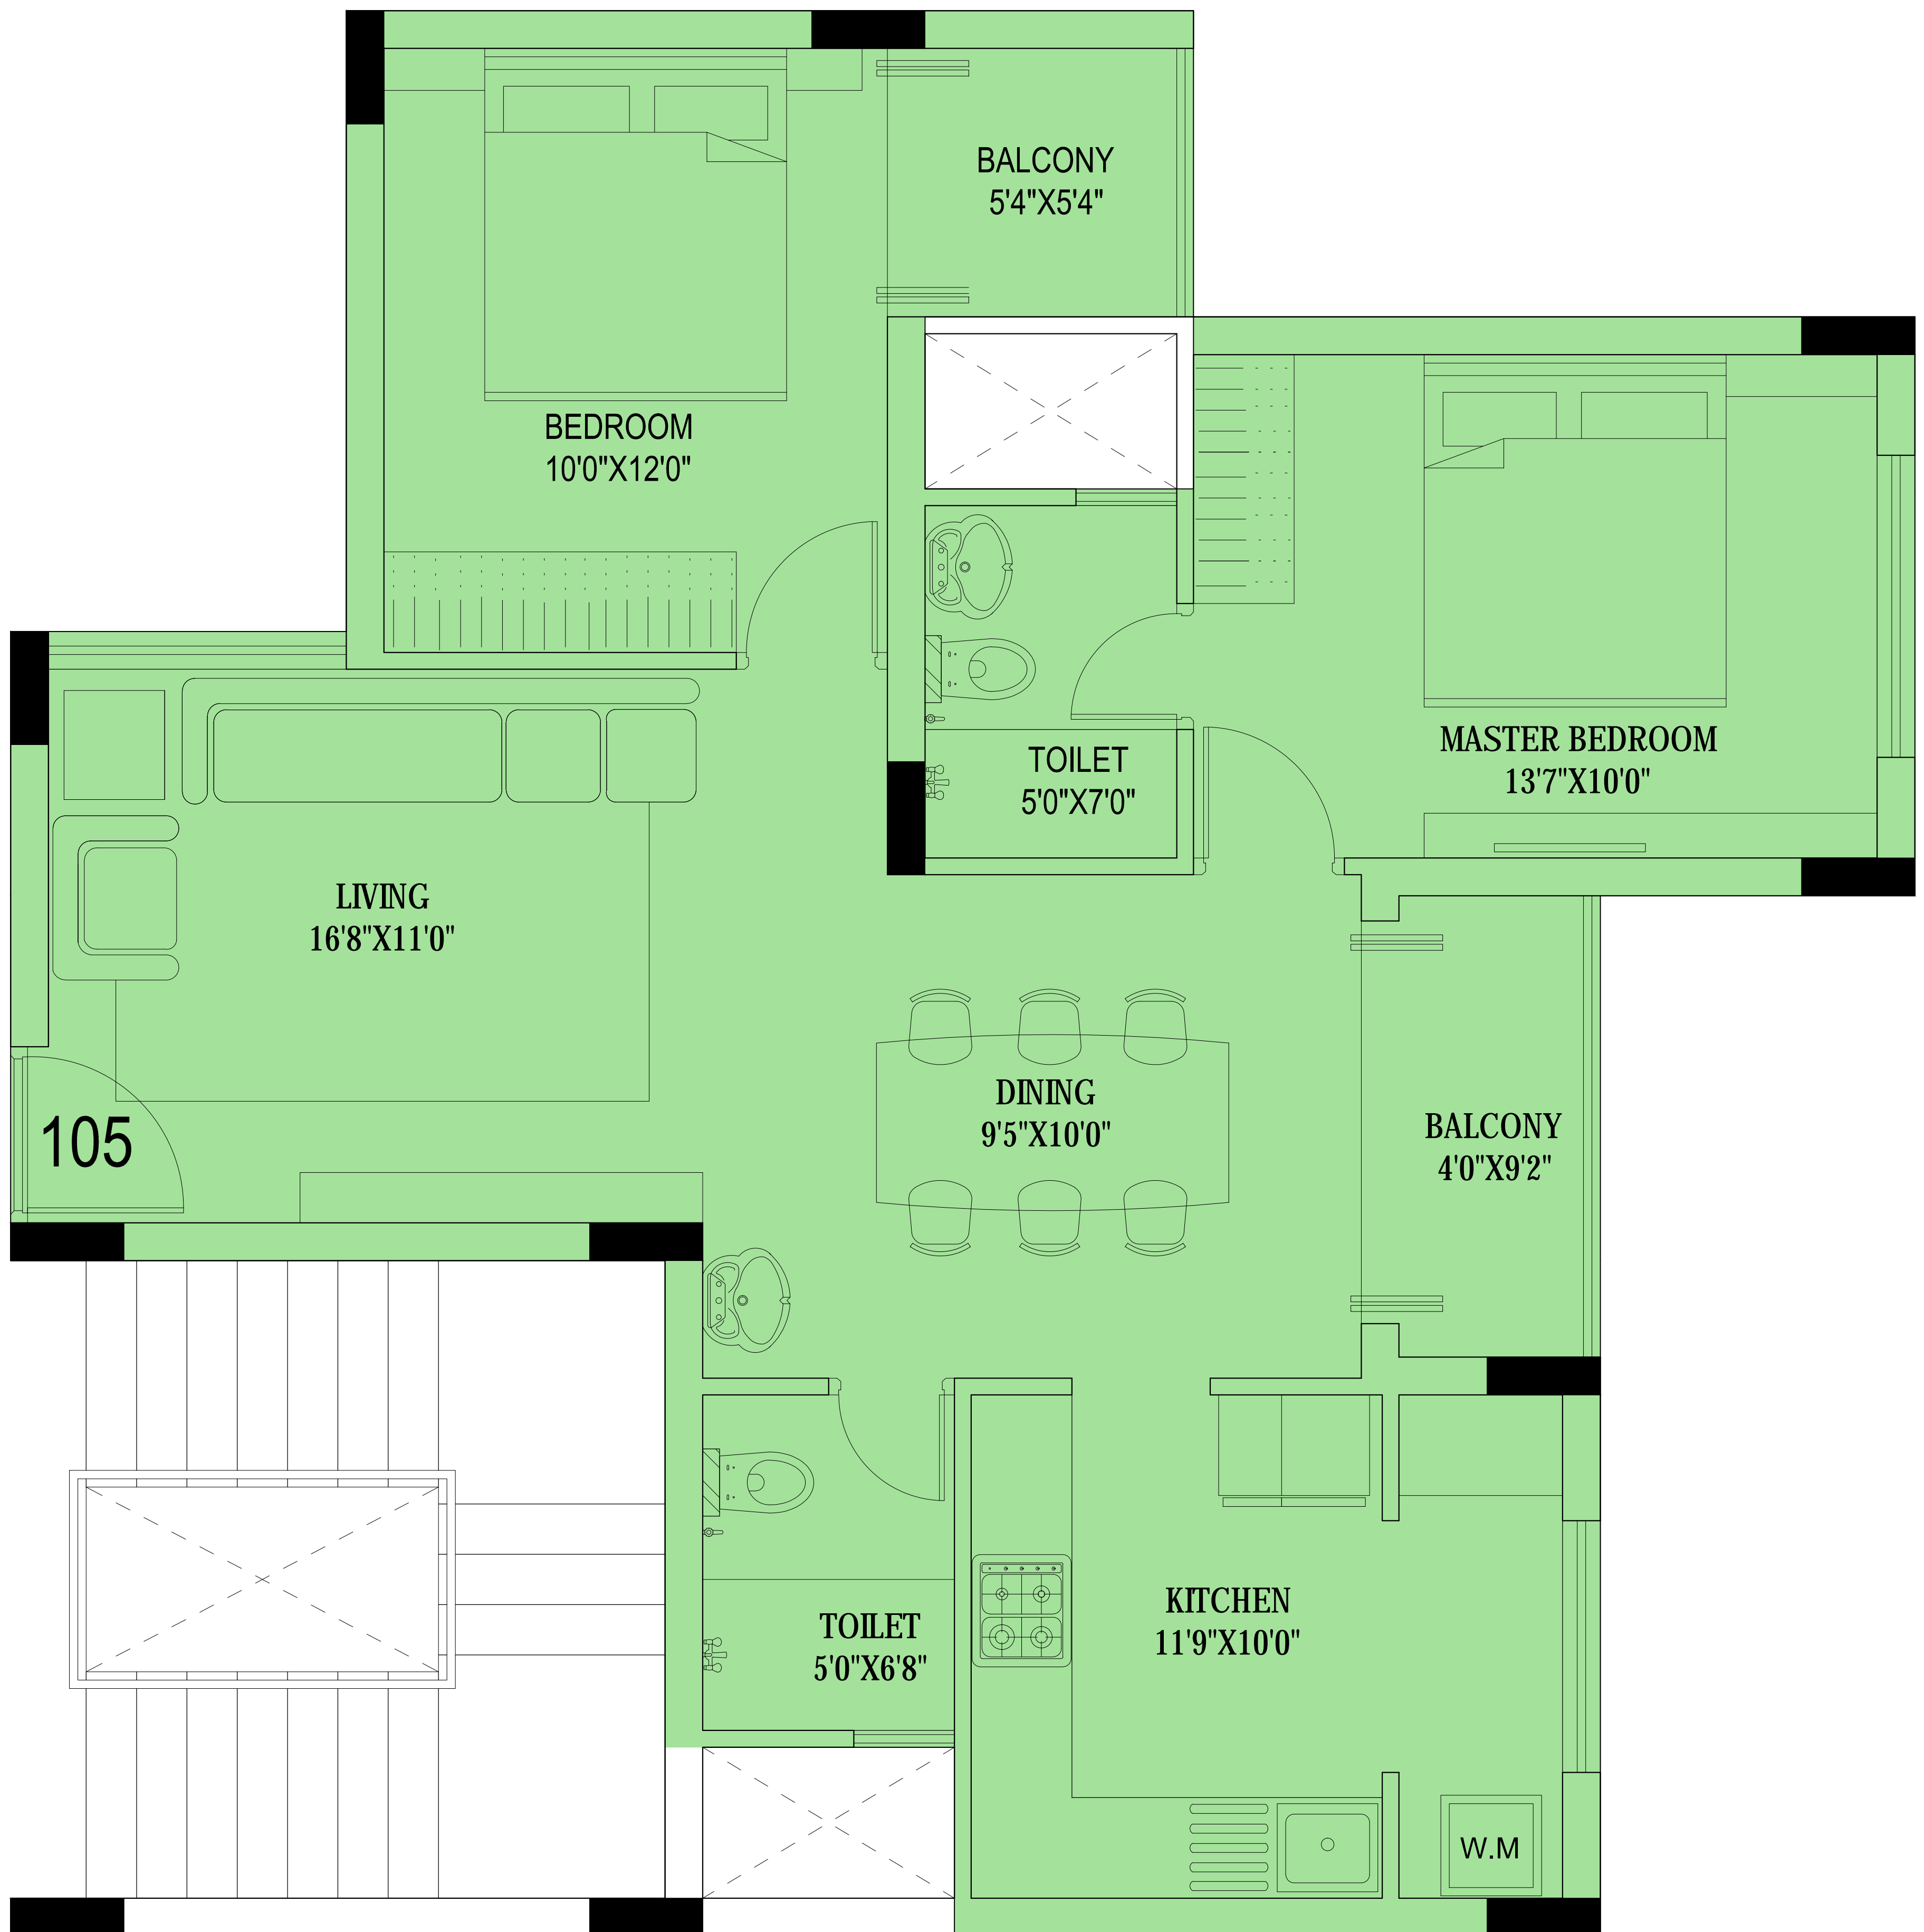 BALCONY
5'4"X5'4"
BEDROOM
10'0"X12'0"
MASTER BEDROOM
13'7"X10'0"
TOILET
5'0"X7'0"
LIVING
16'8"X11'0"
DINING
9'5"X10'0"
105
BALCONY
4'0"X9'2"
KITCHEN
11'9"X10'0"
TOILET
5'0"X6'8"
W.M